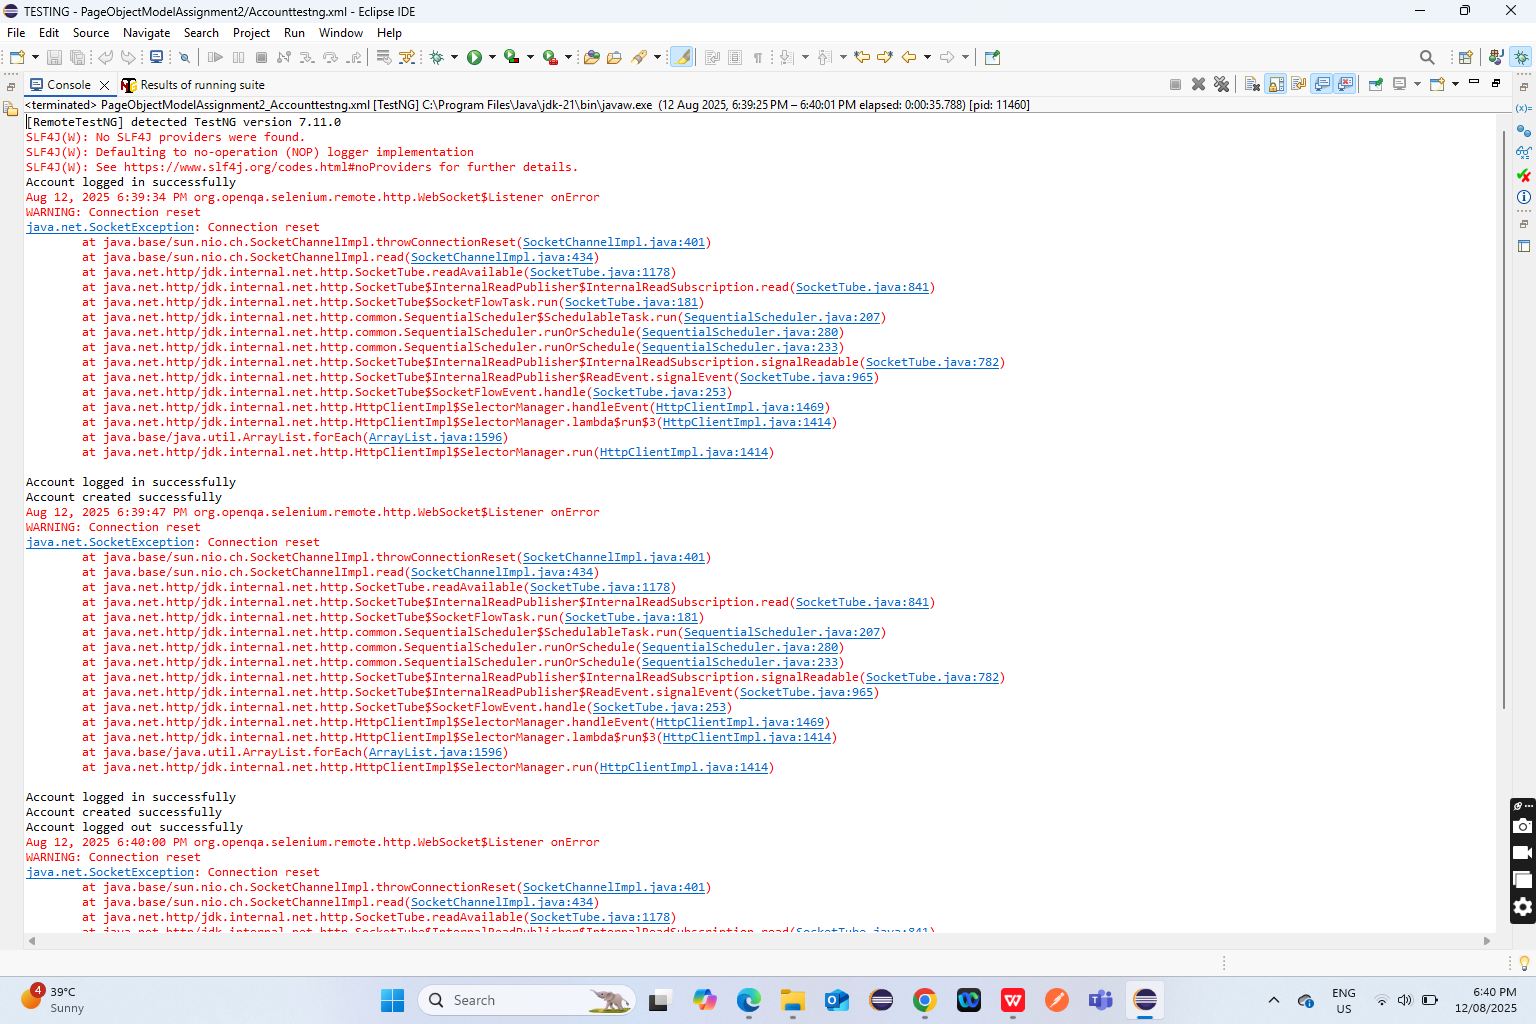 TESTING - PageObjectModelAssignment2/Accounttestng.xml - Eclipse IDE
File Edit Source Navigate Search Project Run Window Help
Console Results of running suite
<terminated> PageObjectModelAssignment2_Accounttestng.xml [TestNG] C:\Program Files\Java\jdk-21\bin\javaw.exe (12 Aug 2025, 6:39:25 PM – 6:40:01 PM elapsed: 0:00:35.788) [pid: 11460]
[RemoteTestNG] detected TestNG version 7.11.0
SLF4J(W): No SLF4J providers were found.
SLF4J(W): Defaulting to no-operation (NOP) logger implementation
SLF4J(W): See https://www.slf4j.org/codes.html#noProviders for further details.
Account logged in successfully
Aug 12, 2025 6:39:34 PM org.openqa.selenium.remote.http.WebSocket$Listener onError
WARNING: Connection reset
java.net.SocketException: Connection reset
at java.base/sun.nio.ch.SocketChannelImpl.throwConnectionReset(SocketChannelImpl.java:401)
at java.base/sun.nio.ch.SocketChannelImpl.read(SocketChannelImpl.java:434)
at java.net.http/jdk.internal.net.http.SocketTube.readAvailable(SocketTube.java:1178)
at java.net.http/jdk.internal.net.http.SocketTube$InternalReadPublisher$InternalReadSubscription.read(SocketTube.java:841)
at java.net.http/jdk.internal.net.http.SocketTube$SocketFlowTask.run(SocketTube.java:181)
at java.net.http/jdk.internal.net.http.common.SequentialScheduler$SchedulableTask.run(SequentialScheduler.java:207)
at java.net.http/jdk.internal.net.http.common.SequentialScheduler.runOrSchedule(SequentialScheduler.java:280)
at java.net.http/jdk.internal.net.http.common.SequentialScheduler.runOrSchedule(SequentialScheduler.java:233)
at java.net.http/jdk.internal.net.http.SocketTube$InternalReadPublisher$InternalReadSubscription.signalReadable(SocketTube.java:782)
at java.net.http/jdk.internal.net.http.SocketTube$InternalReadPublisher$ReadEvent.signalEvent(SocketTube.java:965)
at java.net.http/jdk.internal.net.http.SocketTube$SocketFlowEvent.handle(SocketTube.java:253)
at java.net.http/jdk.internal.net.http.HttpClientImpl$SelectorManager.handleEvent(HttpClientImpl.java:1469)
at java.net.http/jdk.internal.net.http.HttpClientImpl$SelectorManager.lambda$run$3(HttpClientImpl.java:1414)
at java.base/java.util.ArrayList.forEach(ArrayList.java:1596)
at java.net.http/jdk.internal.net.http.HttpClientImpl$SelectorManager.run(HttpClientImpl.java:1414)
Account logged in successfully
Account created successfully
Aug 12, 2025 6:39:47 PM org.openqa.selenium.remote.http.WebSocket$Listener onError
WARNING: Connection reset
java.net.SocketException: Connection reset
at java.base/sun.nio.ch.SocketChannelImpl.throwConnectionReset(SocketChannelImpl.java:401)
at java.base/sun.nio.ch.SocketChannelImpl.read(SocketChannelImpl.java:434)
at java.net.http/jdk.internal.net.http.SocketTube.readAvailable(SocketTube.java:1178)
at java.net.http/jdk.internal.net.http.SocketTube$InternalReadPublisher$InternalReadSubscription.read(SocketTube.java:841)
at java.net.http/jdk.internal.net.http.SocketTube$SocketFlowTask.run(SocketTube.java:181)
at java.net.http/jdk.internal.net.http.common.SequentialScheduler$SchedulableTask.run(SequentialScheduler.java:207)
at java.net.http/jdk.internal.net.http.common.SequentialScheduler.runOrSchedule(SequentialScheduler.java:280)
at java.net.http/jdk.internal.net.http.common.SequentialScheduler.runOrSchedule(SequentialScheduler.java:233)
at java.net.http/jdk.internal.net.http.SocketTube$InternalReadPublisher$InternalReadSubscription.signalReadable(SocketTube.java:782)
at java.net.http/jdk.internal.net.http.SocketTube$InternalReadPublisher$ReadEvent.signalEvent(SocketTube.java:965)
at java.net.http/jdk.internal.net.http.SocketTube$SocketFlowEvent.handle(SocketTube.java:253)
at java.net.http/jdk.internal.net.http.HttpClientImpl$SelectorManager.handleEvent(HttpClientImpl.java:1469)
at java.net.http/jdk.internal.net.http.HttpClientImpl$SelectorManager.lambda$run$3(HttpClientImpl.java:1414)
at java.base/java.util.ArrayList.forEach(ArrayList.java:1596)
at java.net.http/jdk.internal.net.http.HttpClientImpl$SelectorManager.run(HttpClientImpl.java:1414)
Account logged in successfully
Account created successfully
Account logged out successfully
Aug 12, 2025 6:40:00 PM org.openqa.selenium.remote.http.WebSocket$Listener onError
WARNING: Connection reset
java.net.SocketException: Connection reset
at java.base/sun.nio.ch.SocketChannelImpl.throwConnectionReset(SocketChannelImpl.java:401)
at java.base/sun.nio.ch.SocketChannelImpl.read(SocketChannelImpl.java:434)
at java.net.http/jdk.internal.net.http.SocketTube.readAvailable(SocketTube.java:1178)
at java.net.http/jdk.internal.net.http.SocketTube$InternalReadPublisher$InternalReadSubscription.read(SocketTube.java:841)
4
39°C
Sunny
Search
ENG
US
6:40 PM
12/08/2025